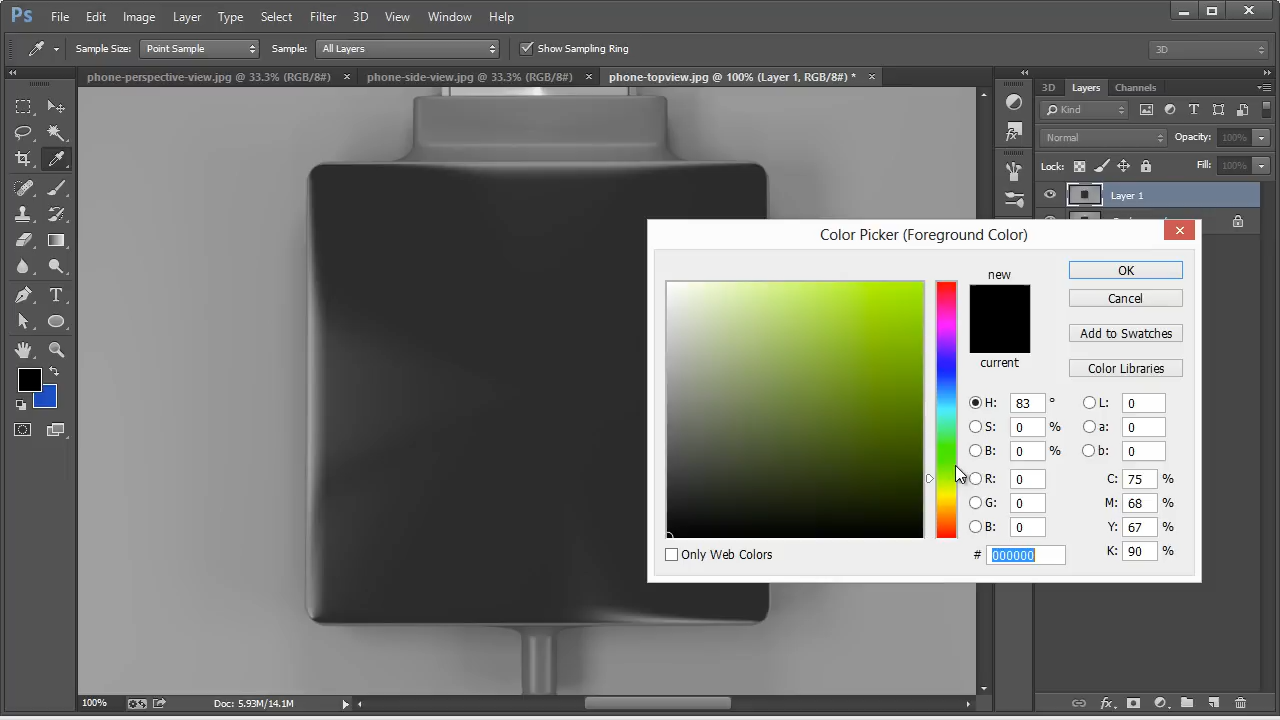 Ps File Edit Image Layer Type Select Filter 3D View Window Help
Sample Size: Point Sample Sample: All Layers Show Sampling Ring 3D
phone-perspective-view.jpg @ 33.3% (RGB/8#) × phone-side-view.jpg @ 33.3% (RGB/8#) × phone-topview.jpg @ 100% (Layer 1, RGB/8#) * ×
3D Layers Channels
Kind
Normal Opacity: 100%
Lock: Fill: 100%
Layer 1
Color Picker (Foreground Color)
new
current
OK
Cancel
Add to Swatches
Color Libraries
H: 83 ° L: 0
S: 0 % a: 0
B: 0 % b: 0
R: 0 C: 75 %
G: 0 M: 68 %
B: 0 Y: 67 %
Only Web Colors # 000000 K: 90 %
100% Doc: 5.93M/14.1M